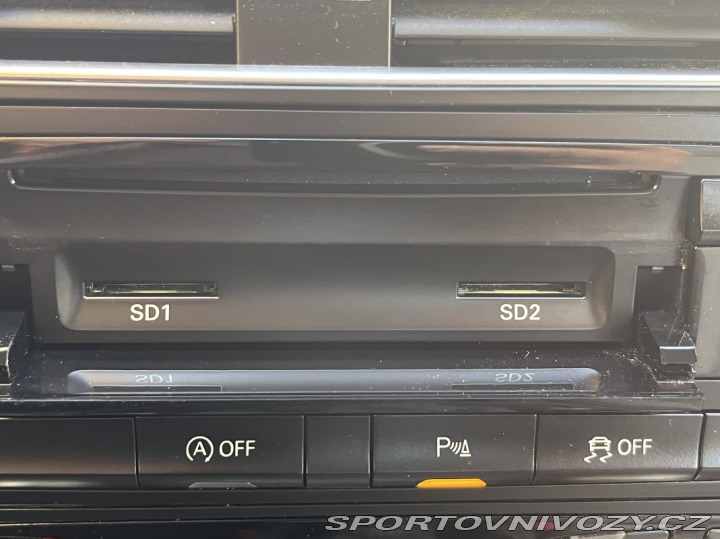 SD1 SD2
SD1 SD2
A OFF P OFF
SPORTOVNIVOZY.CZ